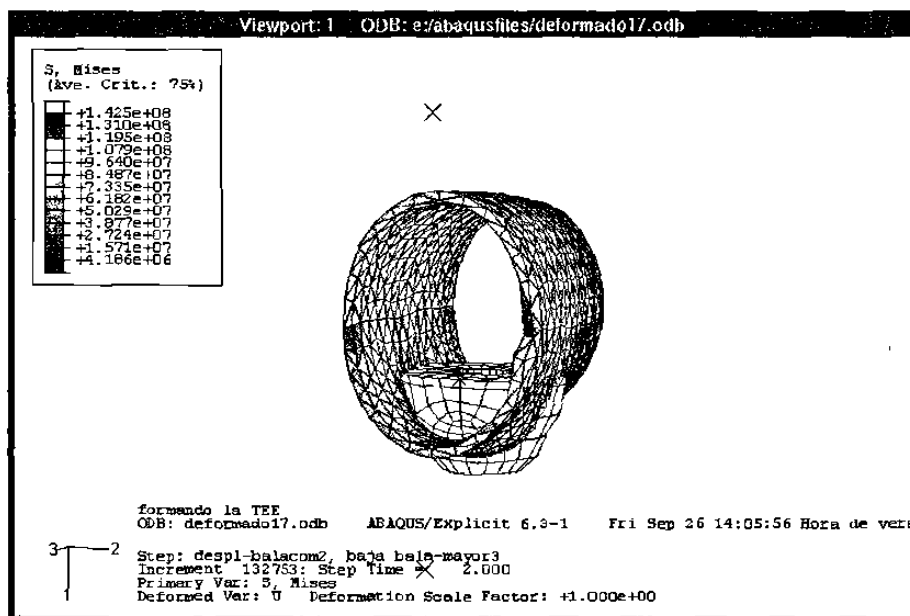 Viewport: 1 ODB: e:/abaqusfiles/deformado17.odb
S, Mises
(Ave. Crit.: 75%)
+1.425e+08
+1.310e+08
+1.195e+08
+1.079e+08
+9.640e+07
+8.487e+07
+7.335e+07
+6.182e+07
+5.029e+07
+3.877e+07
+2.724e+07
+1.571e+07
+4.186e+06
formando la TEE
ODB: deformado17.odb ABAQUS/Explicit 6.3-1 Fri Sep 26 14:05:56 Hora de ver
3 2
1
Step: despl-balacom2, baja bala-mayor3
Increment 132753: Step Time = 2.000
Primary Var: S, Mises
Deformed Var: U Deformation Scale Factor: +1.000e+00